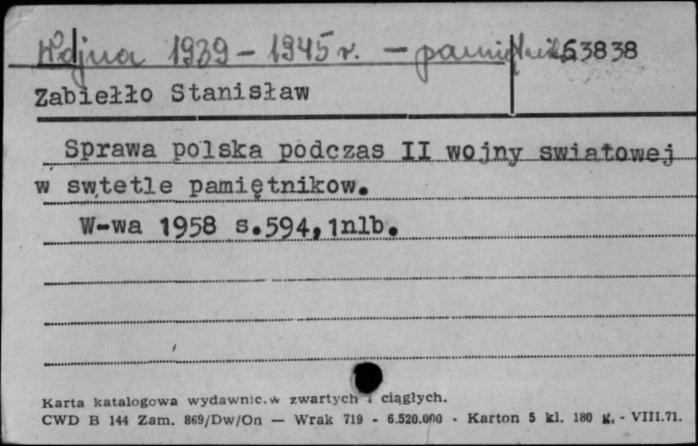 Wojna 1939 - 1945 r. - pamiętniki 63838
Zabiełło Stanisław
Sprawa polska podczas II wojny swiatowej
w swtetle pamiętnikow.
W-wa 1958 s.594,1nlb.
Karta katalogowa wydawnic.w zwartych i ciągłych.
CWD B 144 Zam. 869/Dw/On — Wrak 719 - 6.520.000 - Karton 5 kl. 180 g. - VIII.71.